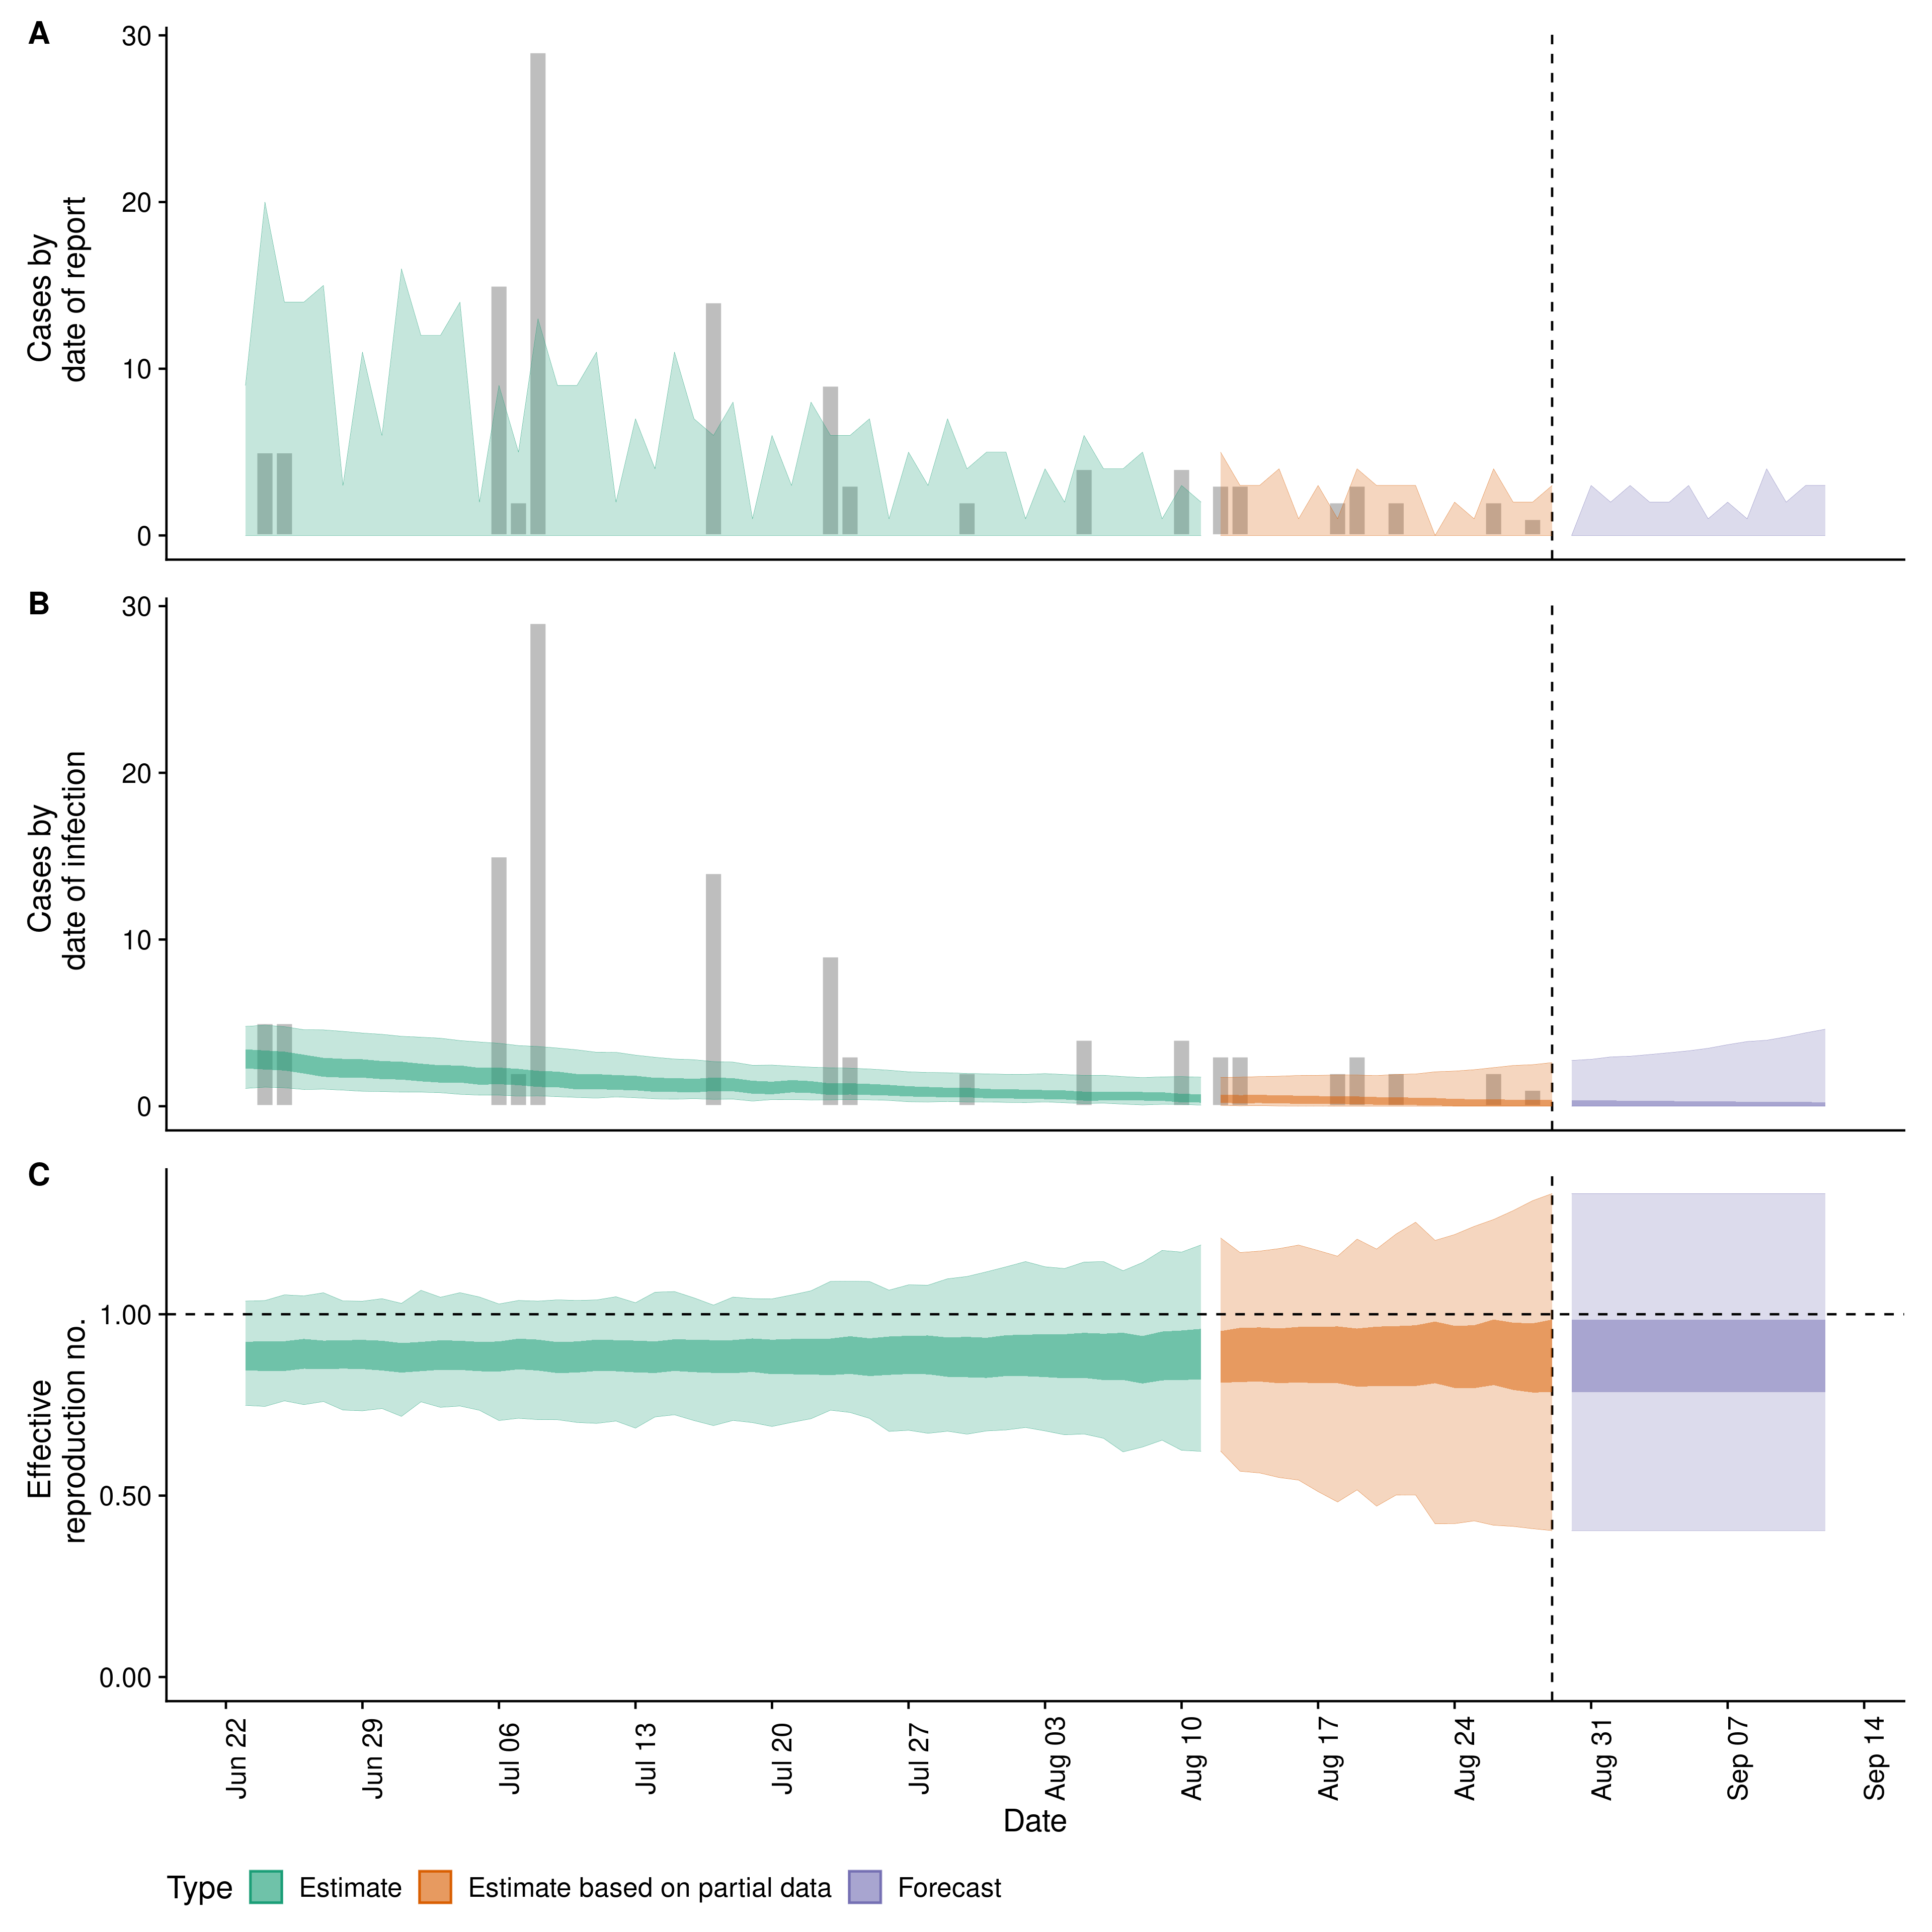 A
Cases by
date of report
30
20
10
0
B
Cases by
date of infection
30
20
10
0
C
Effective
reproduction no.
1.00
0.50
0.00
Jun 22
Jun 29
Jul 06
Jul 13
Jul 20
Jul 27
Aug 03
Aug 10
Aug 17
Aug 24
Aug 31
Sep 07
Sep 14
Date
Type
Estimate
Estimate based on partial data
Forecast